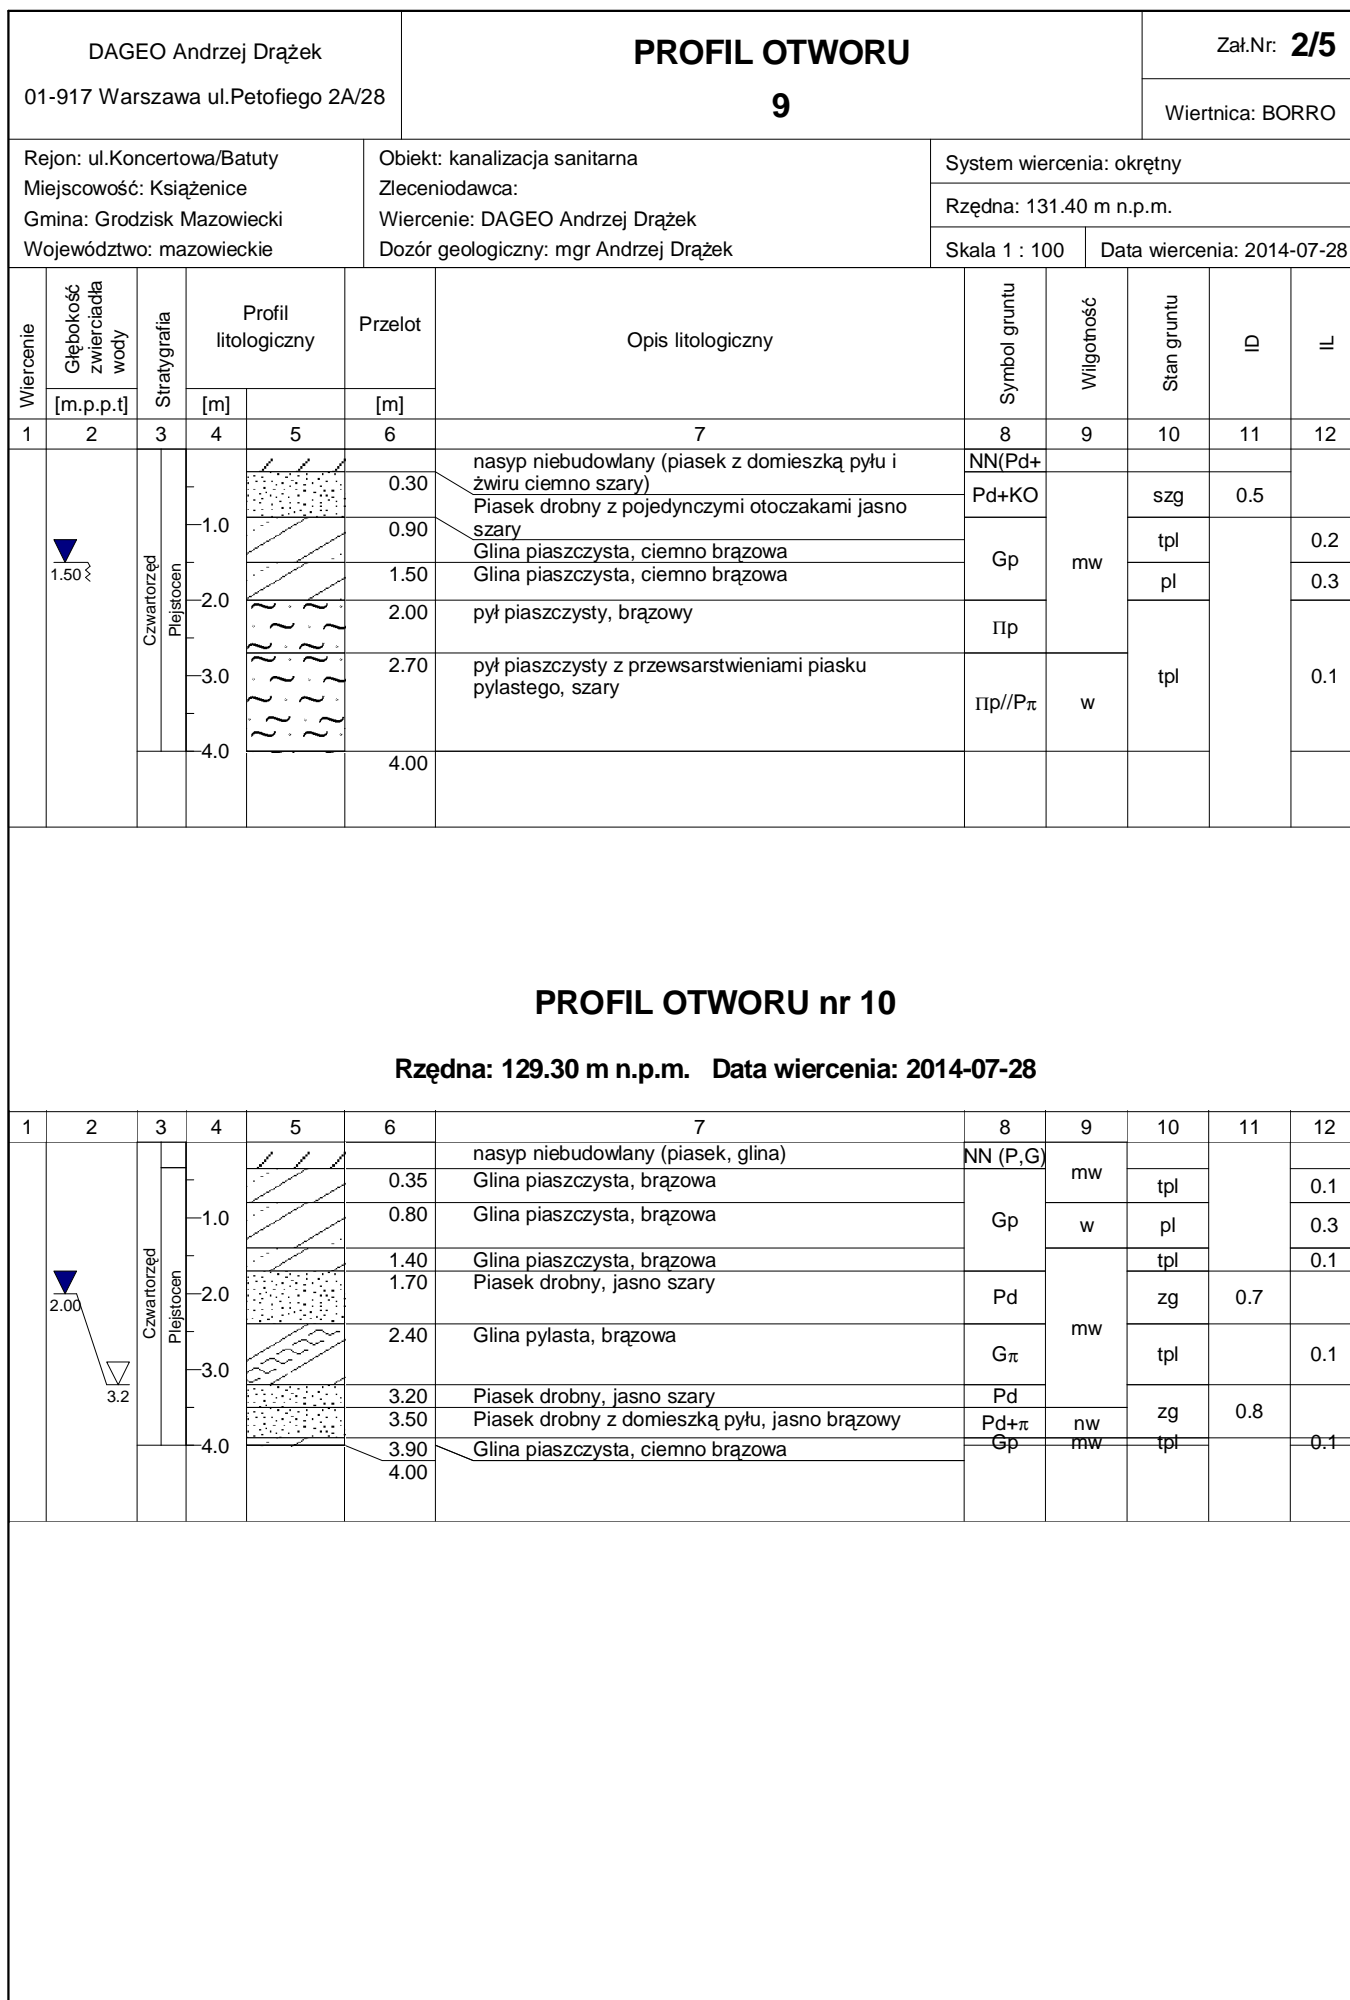 DAGEO Andrzej Drążek
01-917 Warszawa ul.Petofiego 2A/28
PROFIL OTWORU
9
Zał.Nr: 2/5
Wiertnica: BORRO
Rejon: ul.Koncertowa/Batuty
Miejscowość: Książenice
Gmina: Grodzisk Mazowiecki
Województwo: mazowieckie
Obiekt: kanalizacja sanitarna
Zleceniodawca:
Wiercenie: DAGEO Andrzej Drążek
Dozór geologiczny: mgr Andrzej Drążek
System wiercenia: okrętny
Rzędna: 131.40 m n.p.m.
Skala 1 : 100 Data wiercenia: 2014-07-28
Wiercenie
Głębokość
zwierciadła
wody
[m.p.p.t]
Stratygrafia
Profil
litologiczny
[m]
Przelot
[m]
Opis litologiczny
Symbol gruntu
Wilgotność
Stan gruntu
ID
IL
1 2 3 4 5 6 7 8 9 10 11 12
nasyp niebudowlany (piasek z domieszką pyłu i
żwiru ciemno szary)
NN(Pd+
0.30
Piasek drobny z pojedynczymi otoczakami jasno
szary
Pd+KO
szg
0.5
1.0
0.90
Glina piaszczysta, ciemno brązowa
Gp
mw
tpl
0.2
1.50
1.50
Glina piaszczysta, ciemno brązowa
pl
0.3
Czwartorzęd
Plejstocen
2.0
2.00
pył piaszczysty, brązowy
Πp
2.70
pył piaszczysty z przewsarstwieniami piasku
pylastego, szary
3.0
Πp//Pπ
w
tpl
0.1
4.0
4.00
PROFIL OTWORU nr 10
Rzędna: 129.30 m n.p.m. Data wiercenia: 2014-07-28
1 2 3 4 5 6 7 8 9 10 11 12
nasyp niebudowlany (piasek, glina)
NN (P,G)
mw
0.35
Glina piaszczysta, brązowa
tpl
0.1
1.0
0.80
Glina piaszczysta, brązowa
Gp
w
pl
0.3
1.40
Glina piaszczysta, brązowa
tpl
0.1
Czwartorzęd
Plejstocen
1.70
Piasek drobny, jasno szary
2.0
2.00
Pd
zg
0.7
2.40
Glina pylasta, brązowa
mw
Gπ
tpl
0.1
3.0
3.2
3.20
Piasek drobny, jasno szary
Pd
zg
0.8
3.50
Piasek drobny z domieszką pyłu, jasno brązowy
Pd+π
nw
4.0
3.90
Glina piaszczysta, ciemno brązowa
Gp
mw
tpl
0.1
4.00